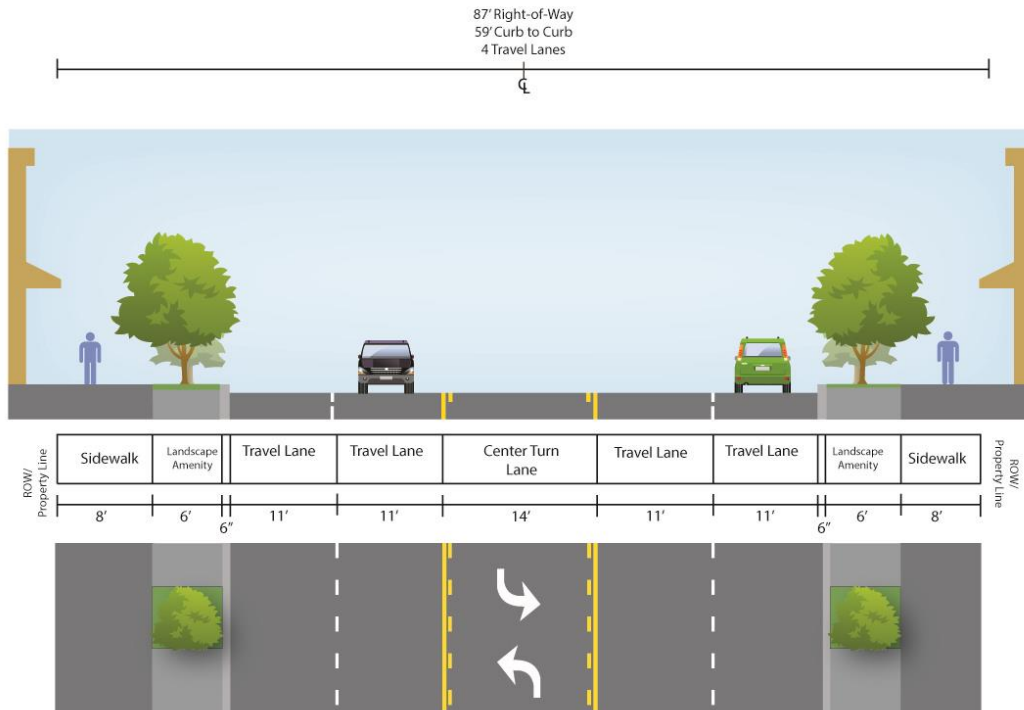 87' Right-of-Way
59' Curb to Curb
4 Travel Lanes
℄
ROW/
Property Line
Sidewalk
Landscape
Amenity
Travel Lane
Travel Lane
Center Turn
Lane
Travel Lane
Travel Lane
Landscape
Amenity
Sidewalk
ROW/
Property Line
8'
6'
6"
11'
11'
14'
11'
11'
6"
6'
8'